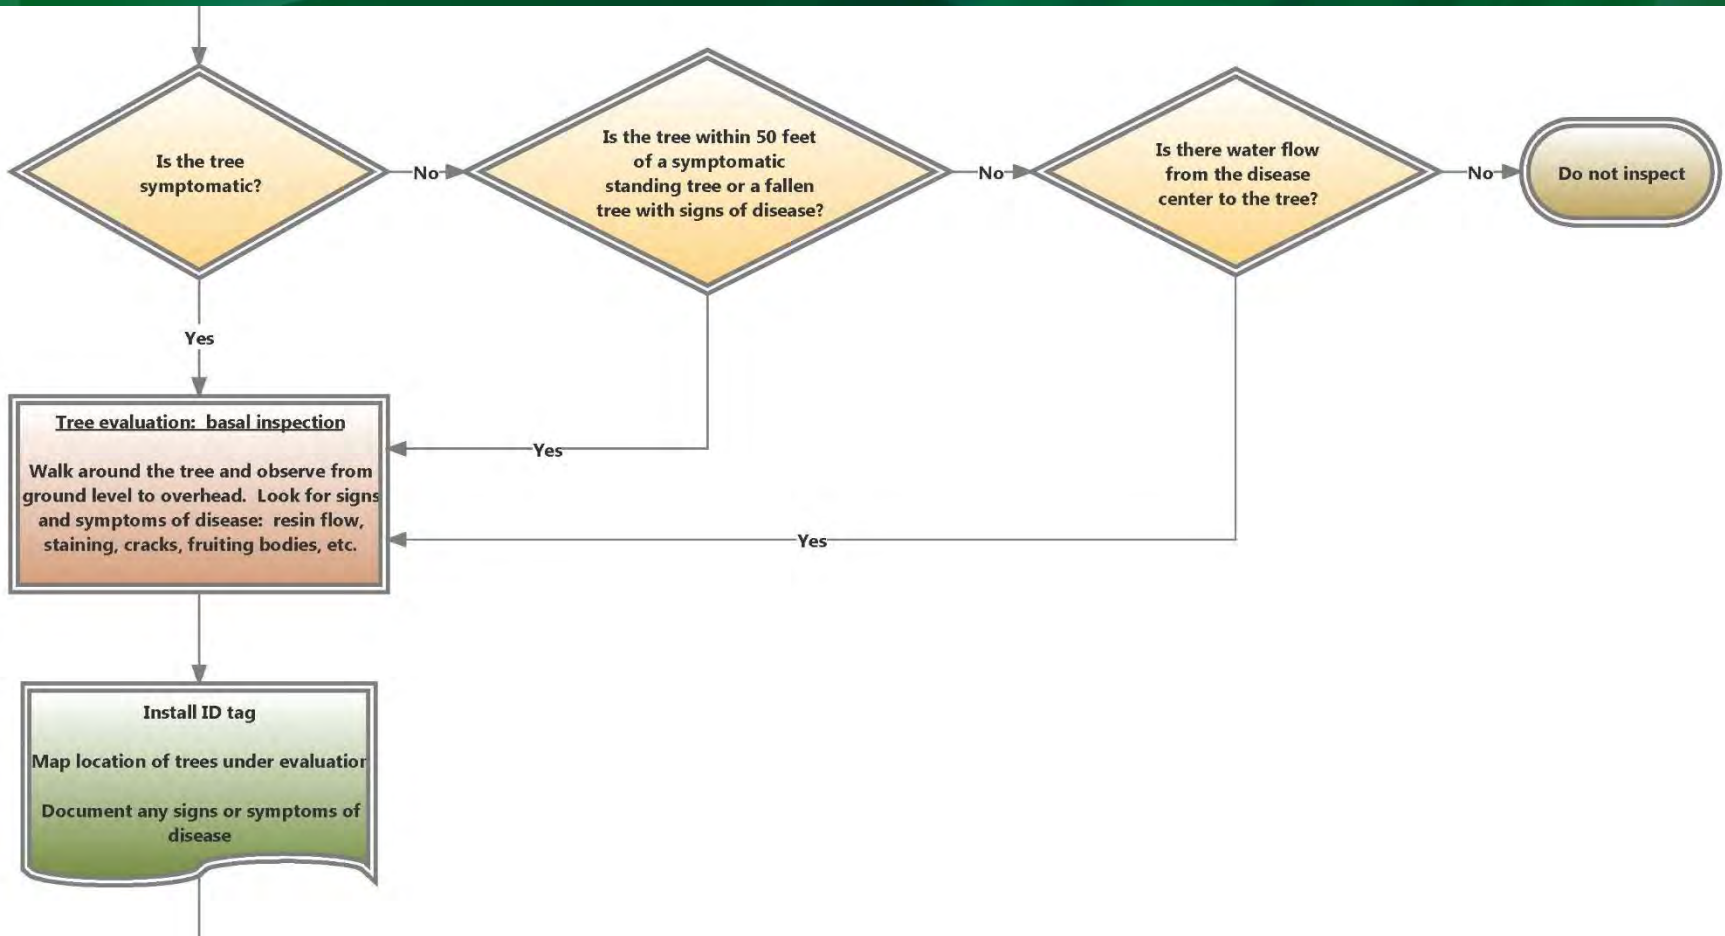 Is the tree
symptomatic?
No
Is the tree within 50 feet
of a symptomatic
standing tree or a fallen
tree with signs of disease?
No
Is there water flow
from the disease
center to the tree?
No
Do not inspect
Yes
Tree evaluation:  basal inspection
Walk around the tree and observe from
ground level to overhead.  Look for signs
and symptoms of disease:  resin flow,
staining, cracks, fruiting bodies, etc.
Yes
Yes
Install ID tag
Map location of trees under evaluation
Document any signs or symptoms of
disease